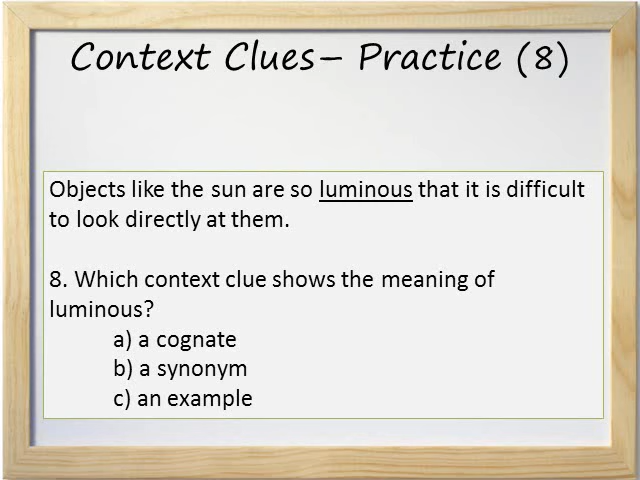 Context Clues– Practice (8)
Objects like the sun are so luminous that it is difficult
to look directly at them.
8. Which context clue shows the meaning of
luminous?
a) a cognate
b) a synonym
c) an example